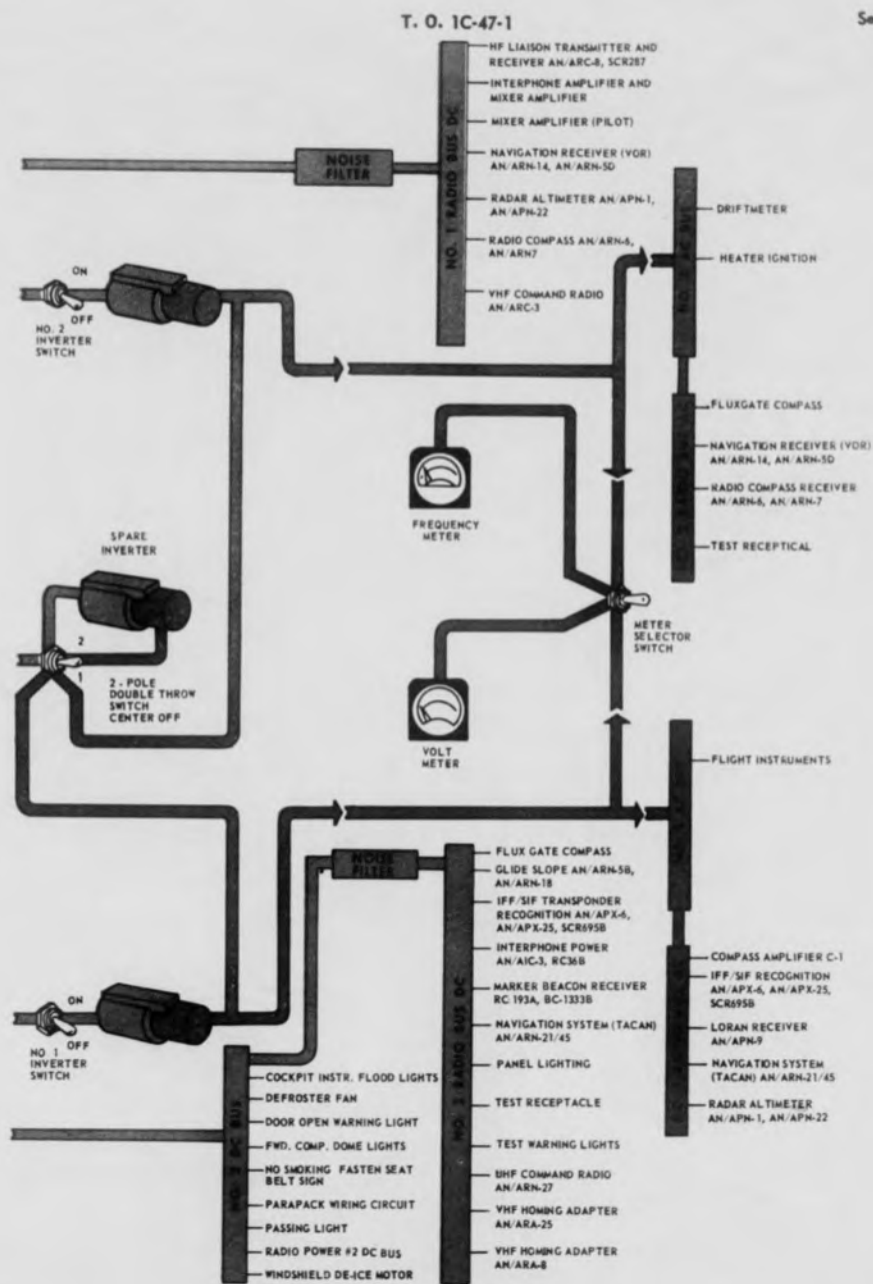 T. O. 1C-47-1
Se
HF LIAISON TRANSMITTER AND
RECEIVER AN/ARC-8, SCR287
INTERPHONE AMPLIFIER AND
MIXER AMPLIFIER
MIXER AMPLIFIER (PILOT)
NAVIGATION RECEIVER (VOR)
AN/ARN-14, AN/ARN-5D
RADAR ALTIMETER AN/APN-1,
AN/APN-22
RADIO COMPASS AN/ARN-6,
AN/ARN7
VHF COMMAND RADIO
AN/ARC-3
NO. 1 RADIO BUS DC
NOISE
FILTER
ON
OFF
NO. 2
INVERTER
SWITCH
DRIFTMETER
HEATER IGNITION
FLUXGATE COMPASS
NAVIGATION RECEIVER (VOR)
AN/ARN-14, AN/ARN-5D
RADIO COMPASS RECEIVER
AN/ARN-6, AN/ARN-7
TEST RECEPTICAL
FREQUENCY
METER
SPARE
INVERTER
2
1
2 - POLE
DOUBLE THROW
SWITCH
CENTER OFF
METER
SELECTOR
SWITCH
VOLT
METER
FLIGHT INSTRUMENTS
NOISE
FILTER
FLUX GATE COMPASS
GLIDE SLOPE AN/ARN-5B,
AN/ARN-18
IFF/SIF TRANSPONDER
RECOGNITION AN/APX-6,
AN/APX-25, SCR695B
INTERPHONE POWER
AN/AIC-3, RC36B
MARKER BEACON RECEIVER
RC 193A, BC-1333B
NAVIGATION SYSTEM (TACAN)
AN/ARN-21/45
PANEL LIGHTING
TEST RECEPTACLE
TEST WARNING LIGHTS
UHF COMMAND RADIO
AN/ARN-27
VHF HOMING ADAPTER
AN/ARA-25
VHF HOMING ADAPTER
AN/ARA-8
NO. 2 RADIO BUS DC
COMPASS AMPLIFIER C-1
IFF/SIF RECOGNITION
AN/APX-6, AN/APX-25,
SCR695B
LORAN RECEIVER
AN/APN-9
NAVIGATION SYSTEM
(TACAN) AN/ARN-21/45
RADAR ALTIMETER
AN/APN-1, AN/APN-22
ON
OFF
NO 1
INVERTER
SWITCH
NO. 2 DC BUS
COCKPIT INSTR. FLOOD LIGHTS
DEFROSTER FAN
DOOR OPEN WARNING LIGHT
FWD. COMP. DOME LIGHTS
NO SMOKING FASTEN SEAT
BELT SIGN
PARAPACK WIRING CIRCUIT
PASSING LIGHT
RADIO POWER #2 DC BUS
WINDSHIELD DE-ICE MOTOR